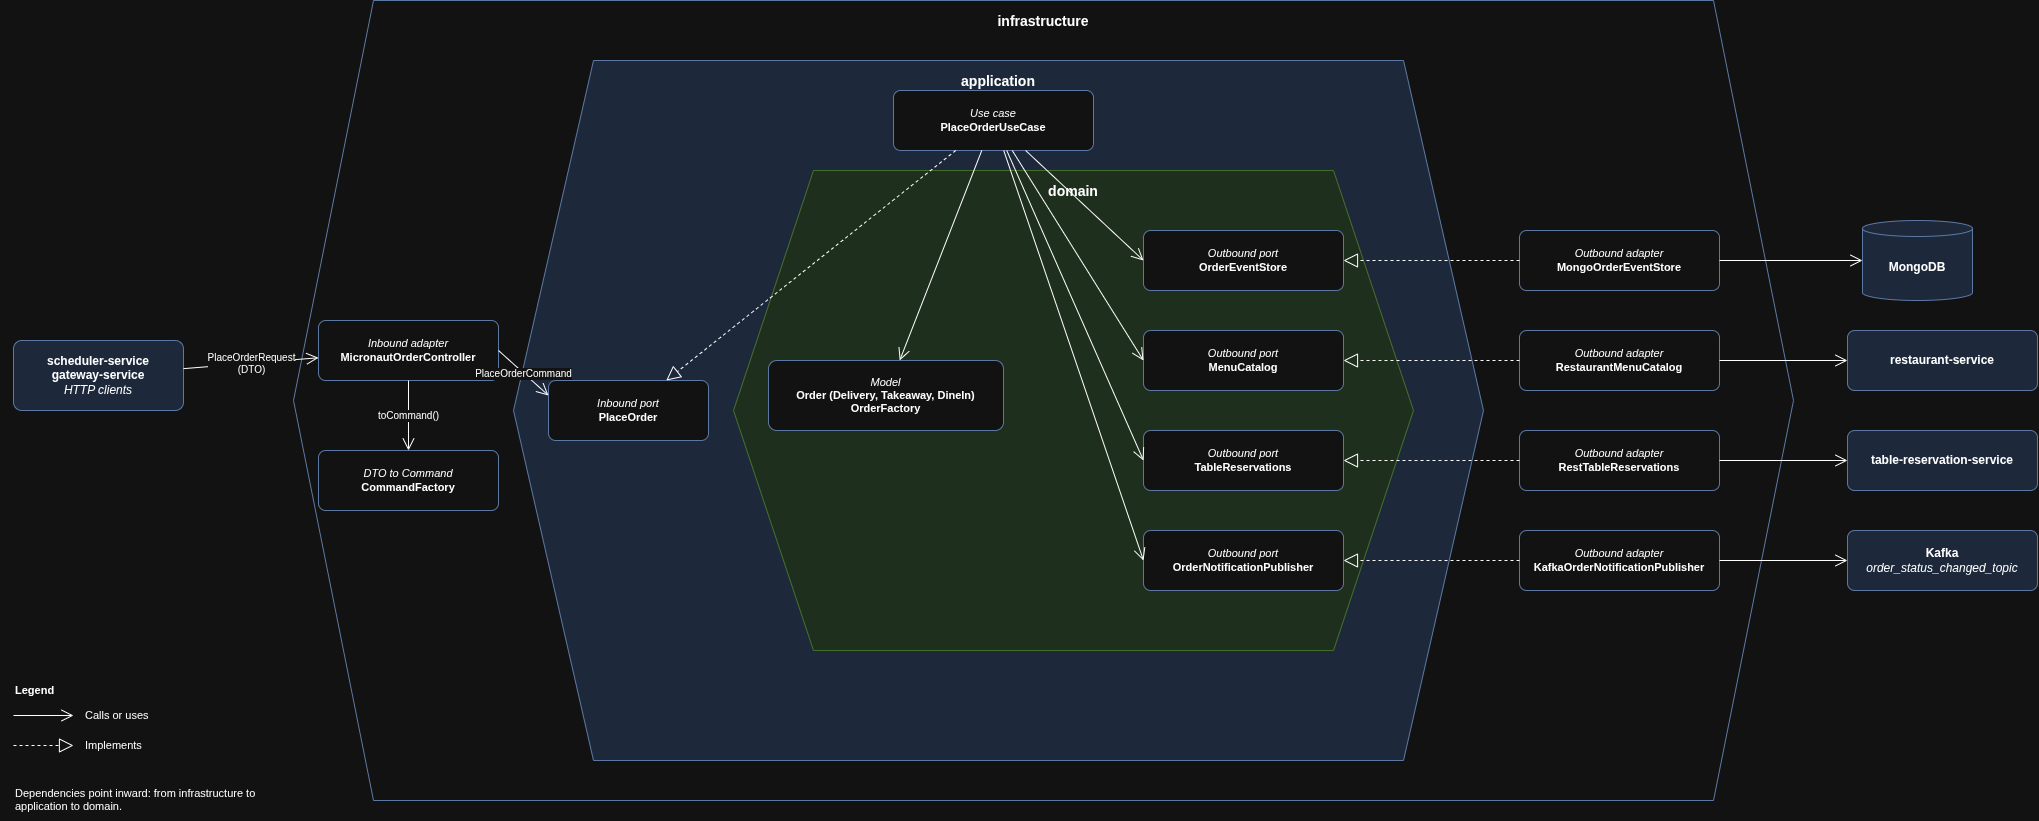 infrastructure
application
Use case
PlaceOrderUseCase
domain
Outbound port
OrderEventStore
Outbound adapter
MongoOrderEventStore
MongoDB
Inbound adapter
MicronautOrderController
scheduler-service
gateway-service
HTTP clients
PlaceOrderRequest
(DTO)
PlaceOrderCommand
Inbound port
PlaceOrder
toCommand()
DTO to Command
CommandFactory
Model
Order (Delivery, Takeaway, DineIn)
OrderFactory
Outbound port
MenuCatalog
Outbound adapter
RestaurantMenuCatalog
restaurant-service
Outbound port
TableReservations
Outbound adapter
RestTableReservations
table-reservation-service
Outbound port
OrderNotificationPublisher
Outbound adapter
KafkaOrderNotificationPublisher
Kafka
order_status_changed_topic
Legend
Calls or uses
Implements
Dependencies point inward: from infrastructure to
application to domain.